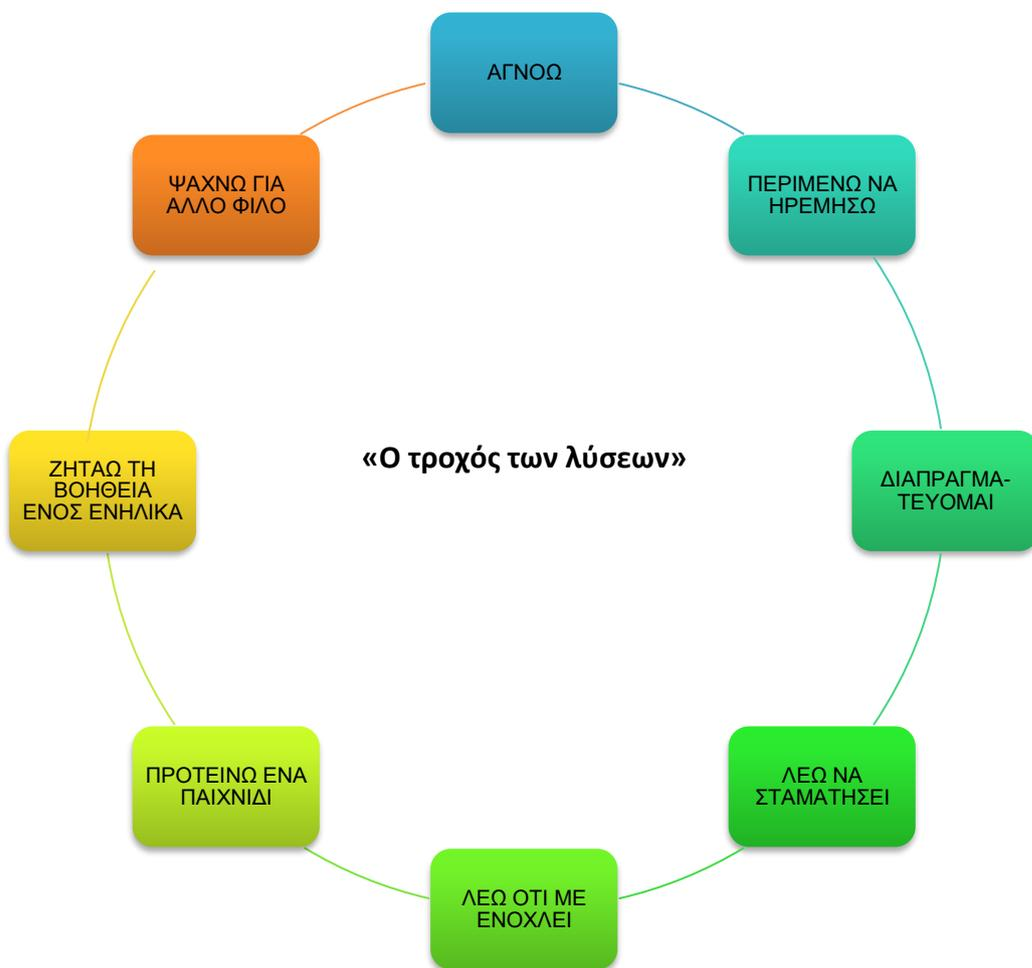 ΑΓΝΟΩ
ΠΕΡΙΜΕΝΩ ΝΑ
ΗΡΕΜΗΣΩ
ΔΙΑΠΡΑΓΜΑ-
ΤΕΥΟΜΑΙ
ΛΕΩ ΝΑ
ΣΤΑΜΑΤΗΣΕΙ
ΛΕΩ ΟΤΙ ΜΕ
ΕΝΟΧΛΕΙ
ΠΡΟΤΕΙΝΩ ΕΝΑ
ΠΑΙΧΝΙΔΙ
ΖΗΤΑΩ ΤΗ
ΒΟΗΘΕΙΑ
ΕΝΟΣ ΕΝΗΛΙΚΑ
ΨΑΧΝΩ ΓΙΑ
ΑΛΛΟ ΦΙΛΟ
«Ο τροχός των λύσεων»